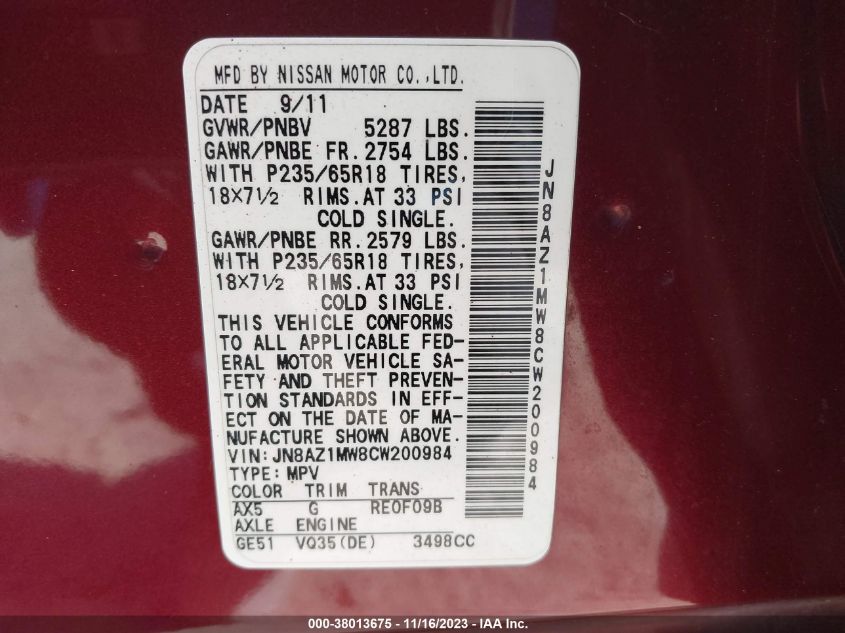 MFD BY NISSAN MOTOR CO.,LTD.
DATE 9/11
GVWR/PNBV 5287 LBS.
GAWR/PNBE FR. 2754 LBS.
WITH P235/65R18 TIRES,
18×7½ RIMS. AT 33 PSI
COLD SINGLE.
GAWR/PNBE RR. 2579 LBS.
WITH P235/65R18 TIRES,
18×7½ RIMS. AT 33 PSI
COLD SINGLE.
THIS VEHICLE CONFORMS
TO ALL APPLICABLE FED-
ERAL MOTOR VEHICLE SA-
FETY AND THEFT PREVEN-
TION STANDARDS IN EFF-
ECT ON THE DATE OF MA-
NUFACTURE SHOWN ABOVE.
VIN: JN8AZ1MW8CW200984
TYPE: MPV
COLOR TRIM TRANS
AX5 G RE0F09B
AXLE ENGINE
GE51 VQ35(DE) 3498CC
JN8AZ1MW8CW200984
000-38013675 - 11/16/2023 - IAA Inc.